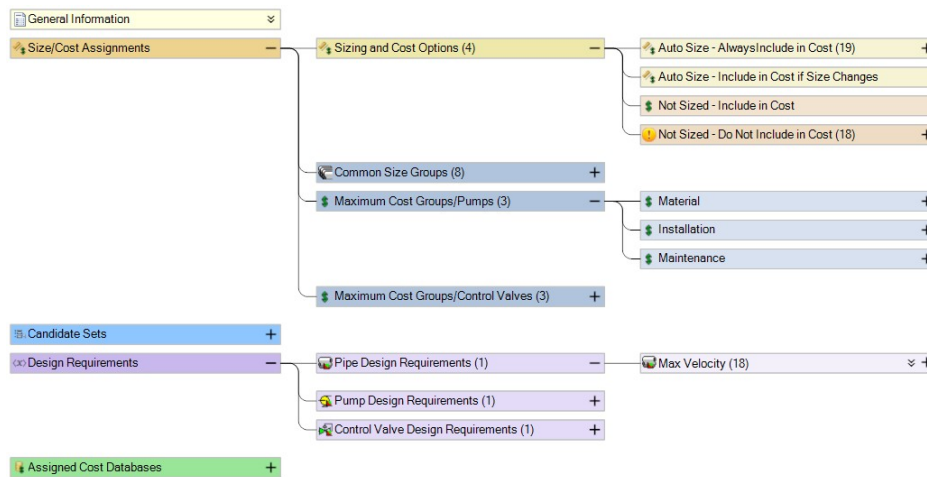 General Information
Size/Cost Assignments
Sizing and Cost Options (4)
Auto Size - AlwaysInclude in Cost (19)
Auto Size - Include in Cost if Size Changes
Not Sized - Include in Cost
Not Sized - Do Not Include in Cost (18)
Common Size Groups (8)
Maximum Cost Groups/Pumps (3)
Material
Installation
Maintenance
Maximum Cost Groups/Control Valves (3)
Candidate Sets
Design Requirements
Pipe Design Requirements (1)
Max Velocity (18)
Pump Design Requirements (1)
Control Valve Design Requirements (1)
Assigned Cost Databases